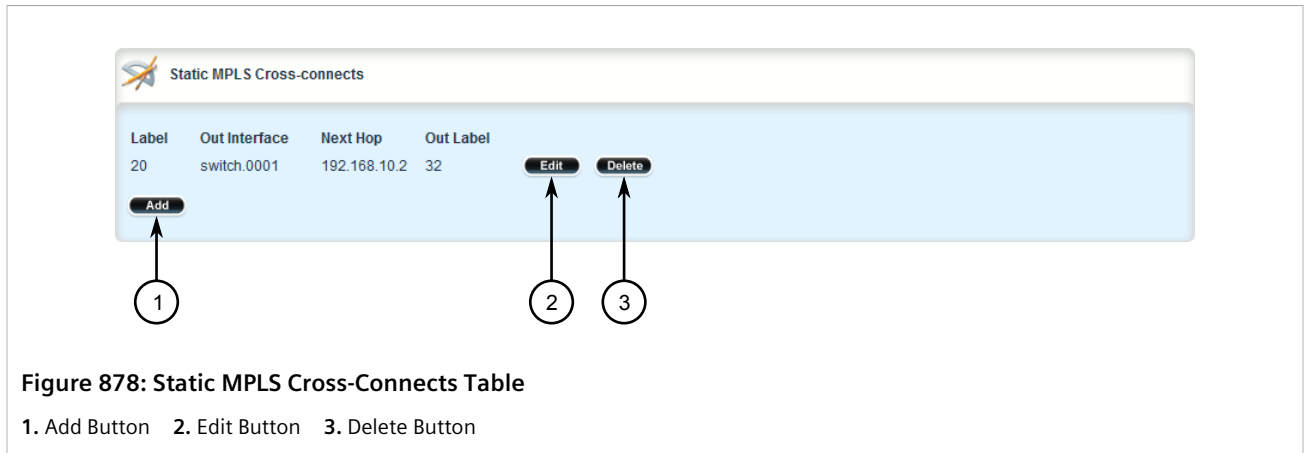 Static MPLS Cross-connects
Label Out Interface Next Hop Out Label
20 switch.0001 192.168.10.2 32 Edit Delete
Add
1 2 3
Figure 878: Static MPLS Cross-Connects Table
1. Add Button 2. Edit Button 3. Delete Button